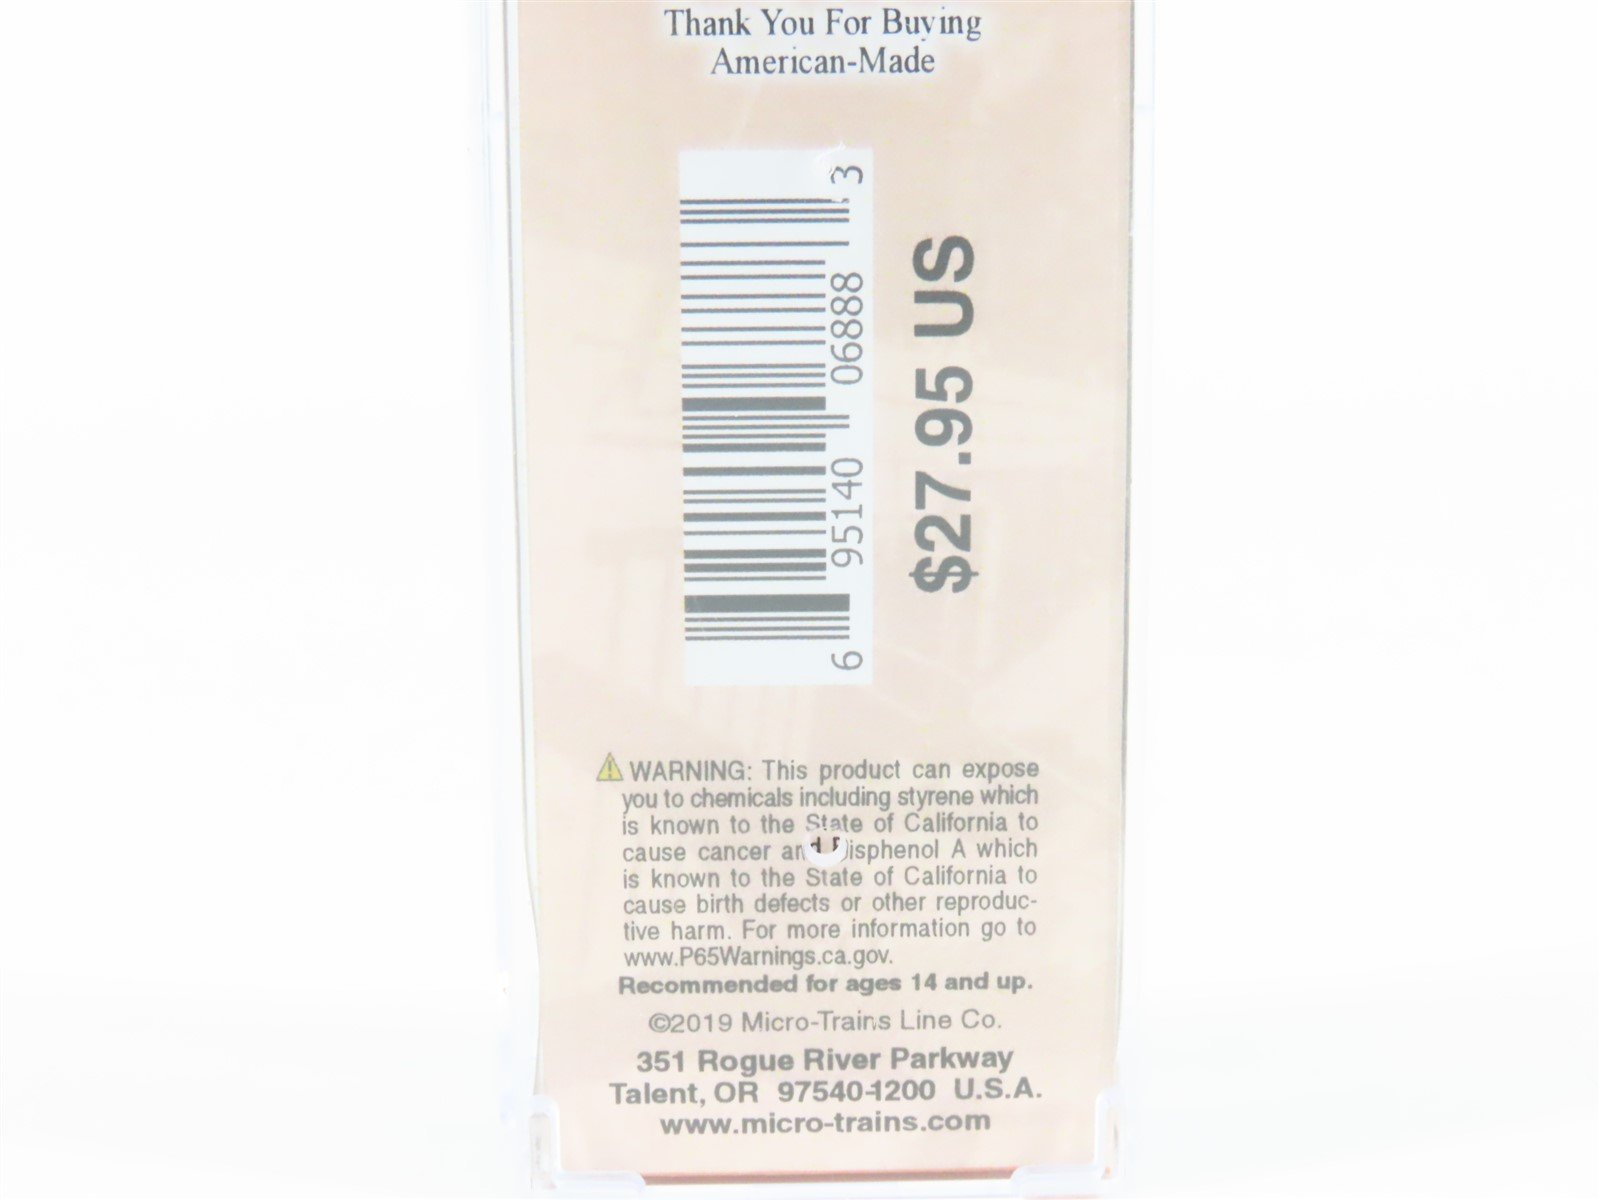 Thank You For Buying
American-Made
6 95140 06888 3
$27.95 US
WARNING: This product can expose
you to chemicals including styrene which
is known to the State of California to
cause cancer and Bisphenol A which
is known to the State of California to
cause birth defects or other reproduc-
tive harm. For more information go to
www.P65Warnings.ca.gov.
Recommended for ages 14 and up.
©2019 Micro-Trains Line Co.
351 Rogue River Parkway
Talent, OR 97540-1200 U.S.A.
www.micro-trains.com